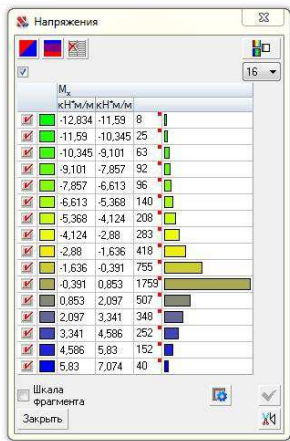 Напряжения
16
Mx
кН*м/м кН*м/м
-12,834 -11,59 8
-11,59 -10,345 25
-10,345 -9,101 63
-9,101 -7,857 92
-7,857 -6,613 96
-6,613 -5,368 140
-5,368 -4,124 208
-4,124 -2,88 283
-2,88 -1,636 418
-1,636 -0,391 755
-0,391 0,853 1759
0,853 2,097 507
2,097 3,341 348
3,341 4,586 252
4,586 5,83 152
5,83 7,074 40
Шкала
фрагмента
Закрыть